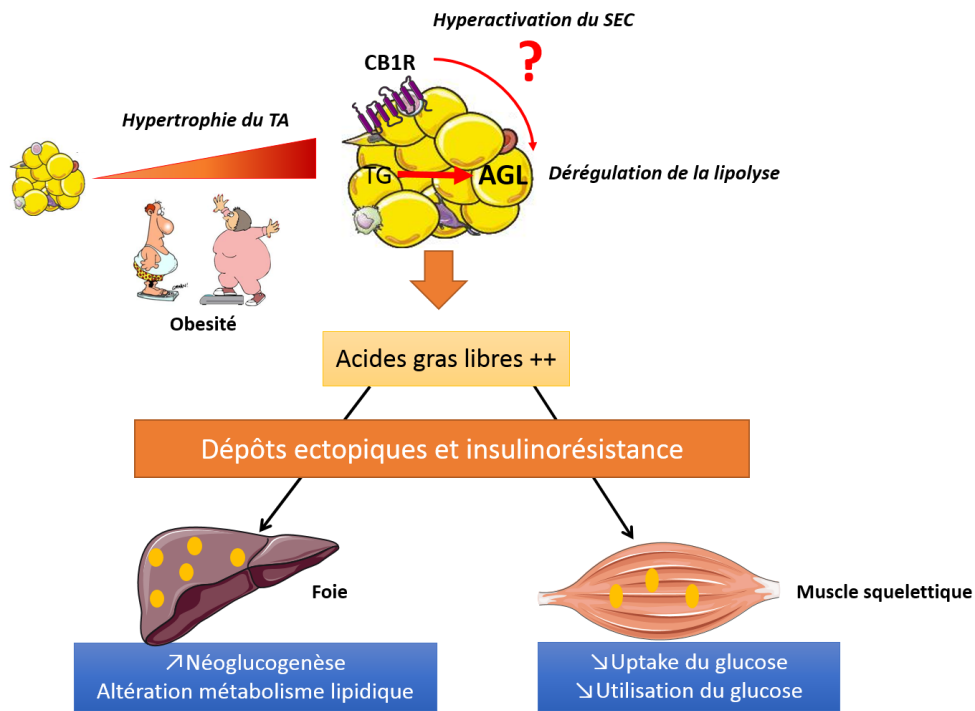 Hyperactivation du SEC
?
CB1R
Hypertrophie du TA
TG
AGL
Dérégulation de la lipolyse
Obesité
Acides gras libres ++
Dépôts ectopiques et insulinorésistance
Foie
Muscle squelettique
↗Néoglucogenèse
Altération métabolisme lipidique
↘Uptake du glucose
↘Utilisation du glucose